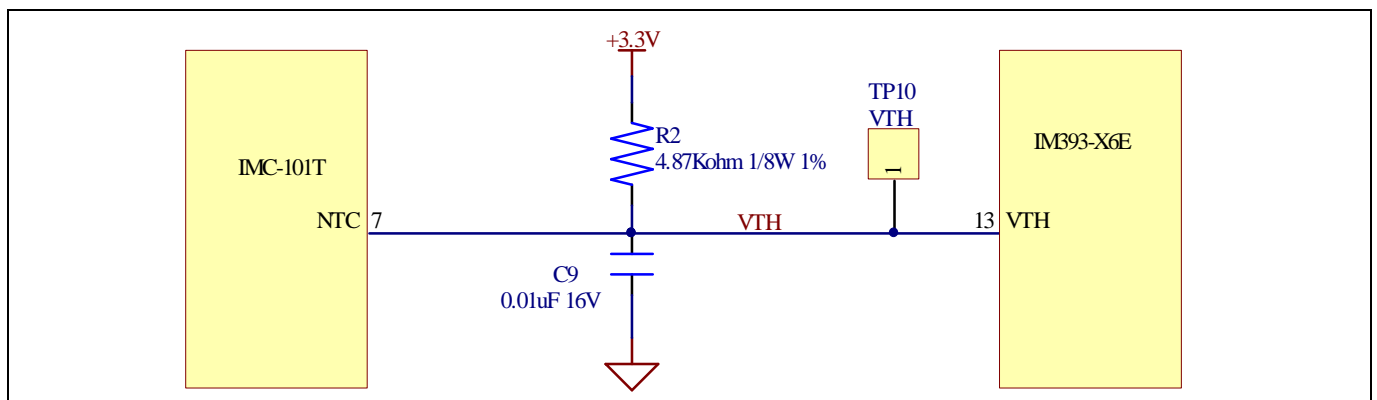 +3.3V
TP10
VTH
R2
4.87Kohm 1/8W 1%
IMC-101T
IM393-X6E
1
NTC 7
VTH
13 VTH
C9
0.01uF 16V